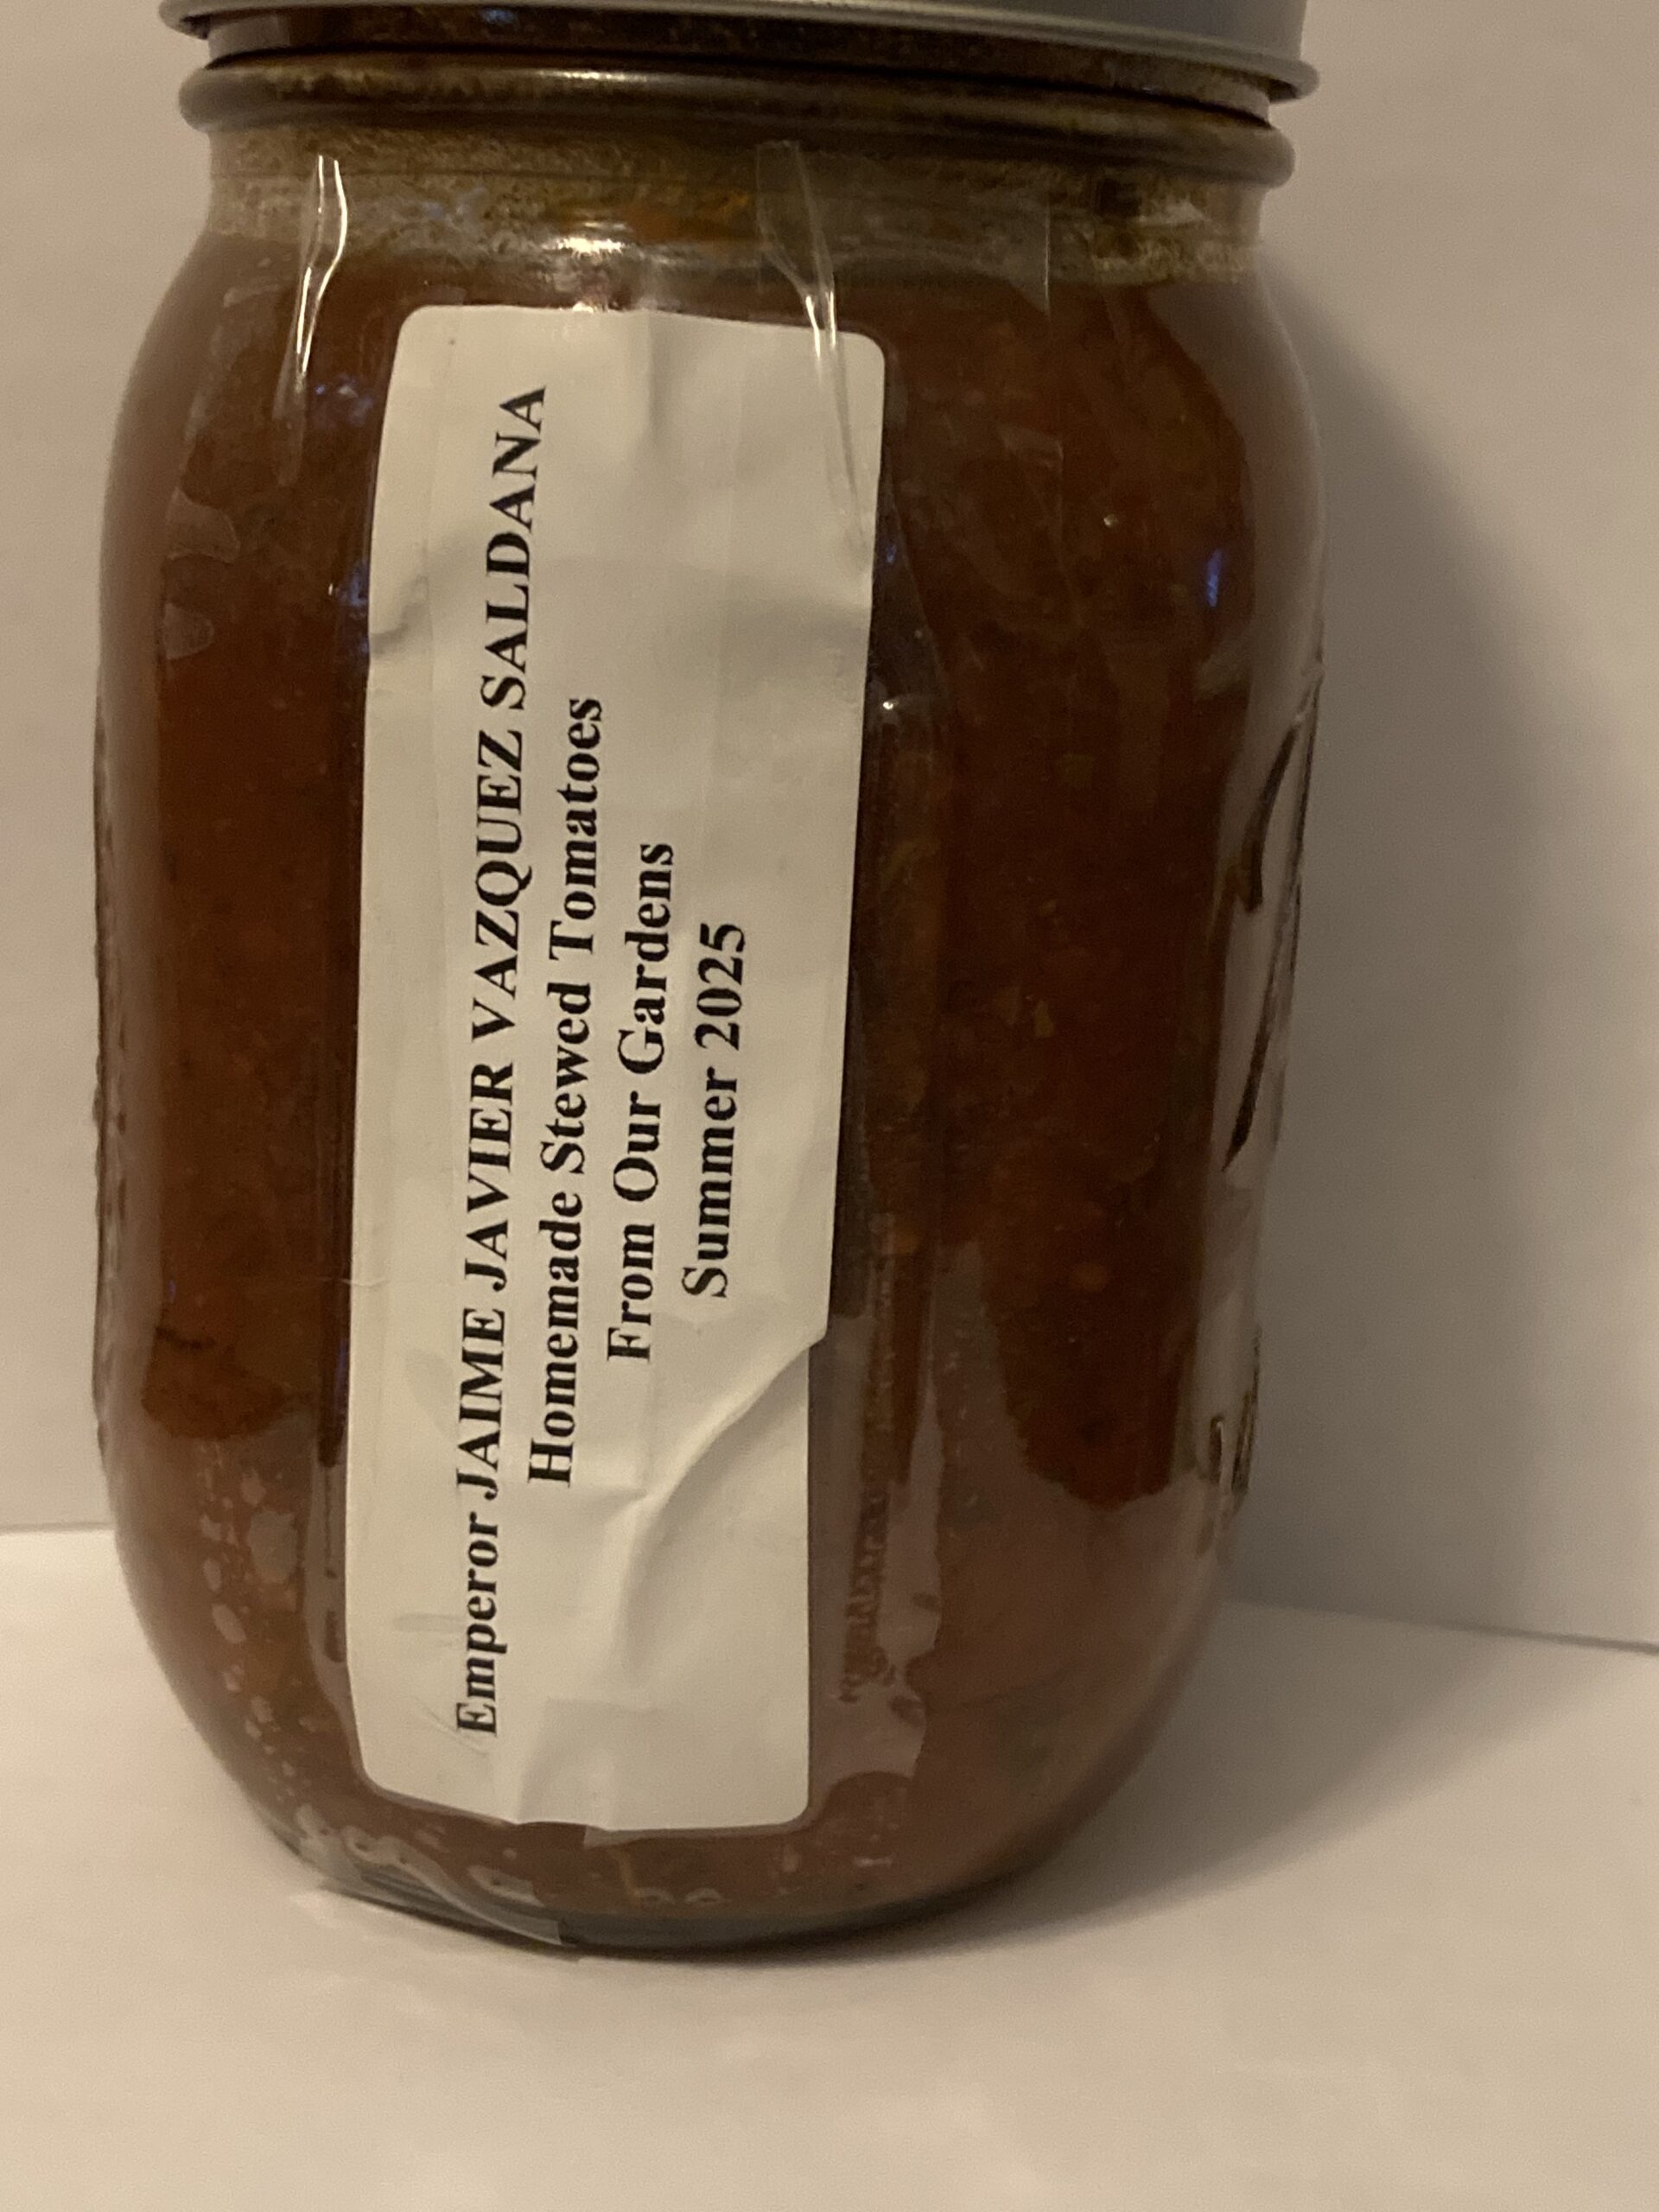 Emperor JAIME JAVIER VAZQUEZ SALDANA
Homemade Stewed Tomatoes
From Our Gardens
Summer 2025